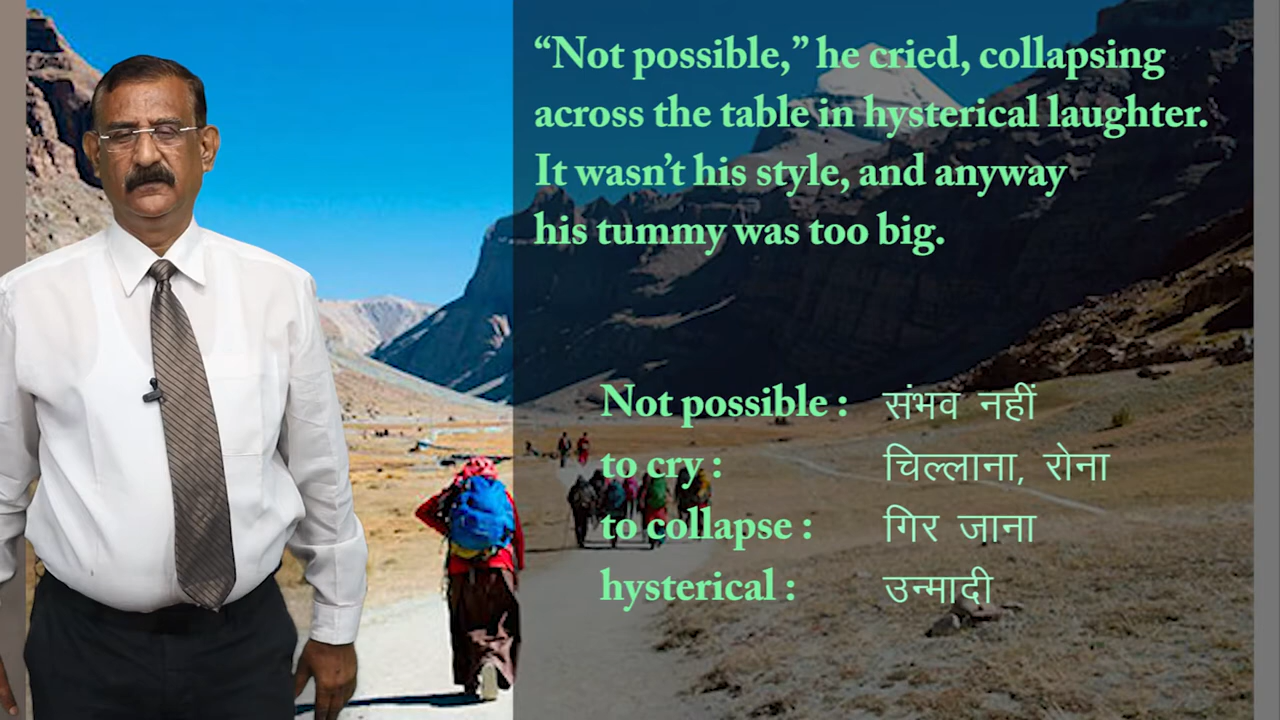 “Not possible,” he cried, collapsing
across the table in hysterical laughter.
It wasn’t his style, and anyway
his tummy was too big.
Not possible : संभव नहीं
to cry : चिल्लाना, रोना
to collapse : गिर जाना
hysterical : उन्मादी